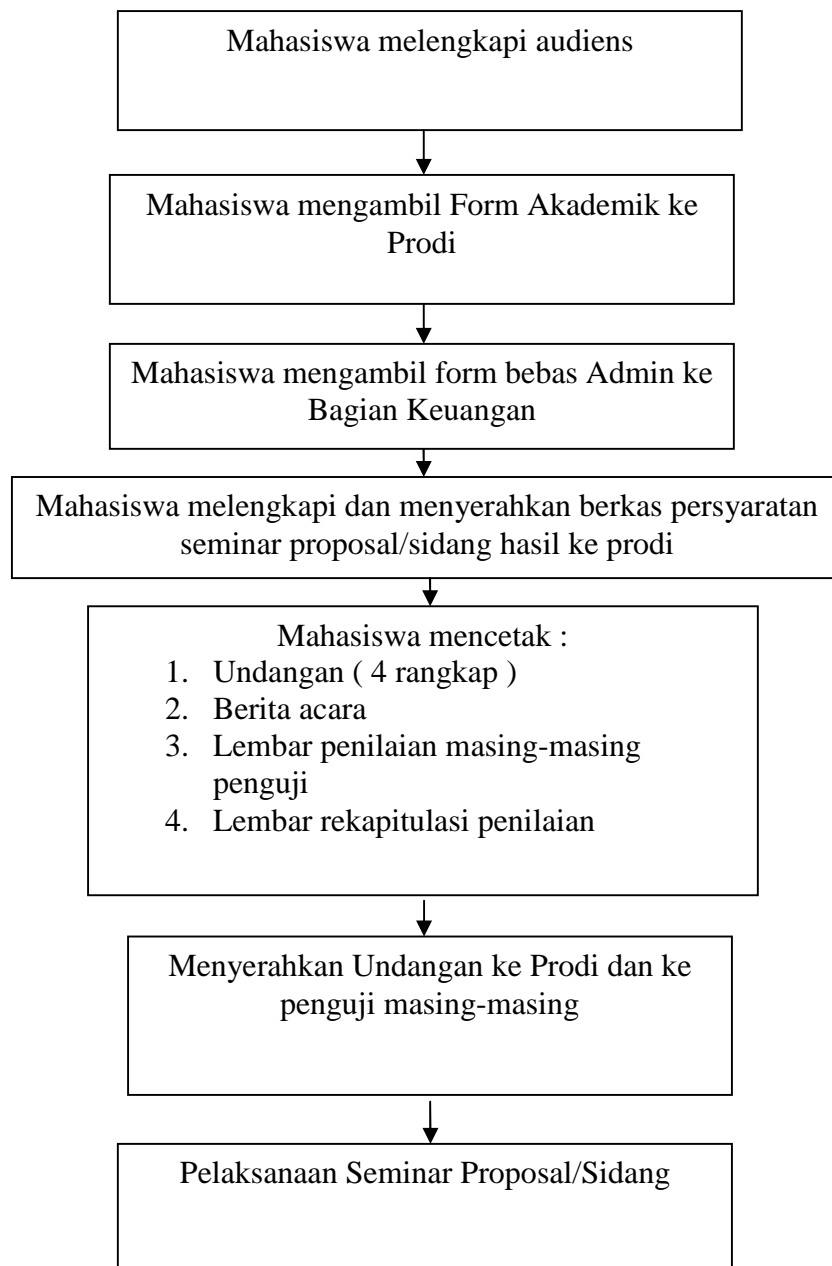 Mahasiswa melengkapi audiens
Mahasiswa mengambil Form Akademik ke
Prodi
Mahasiswa mengambil form bebas Admin ke
Bagian Keuangan
Mahasiswa melengkapi dan menyerahkan berkas persyaratan
seminar proposal/sidang hasil ke prodi
Mahasiswa mencetak :
1. Undangan ( 4 rangkap )
2. Berita acara
3. Lembar penilaian masing-masing
penguji
4. Lembar rekapitulasi penilaian
Menyerahkan Undangan ke Prodi dan ke
penguji masing-masing
Pelaksanaan Seminar Proposal/Sidang